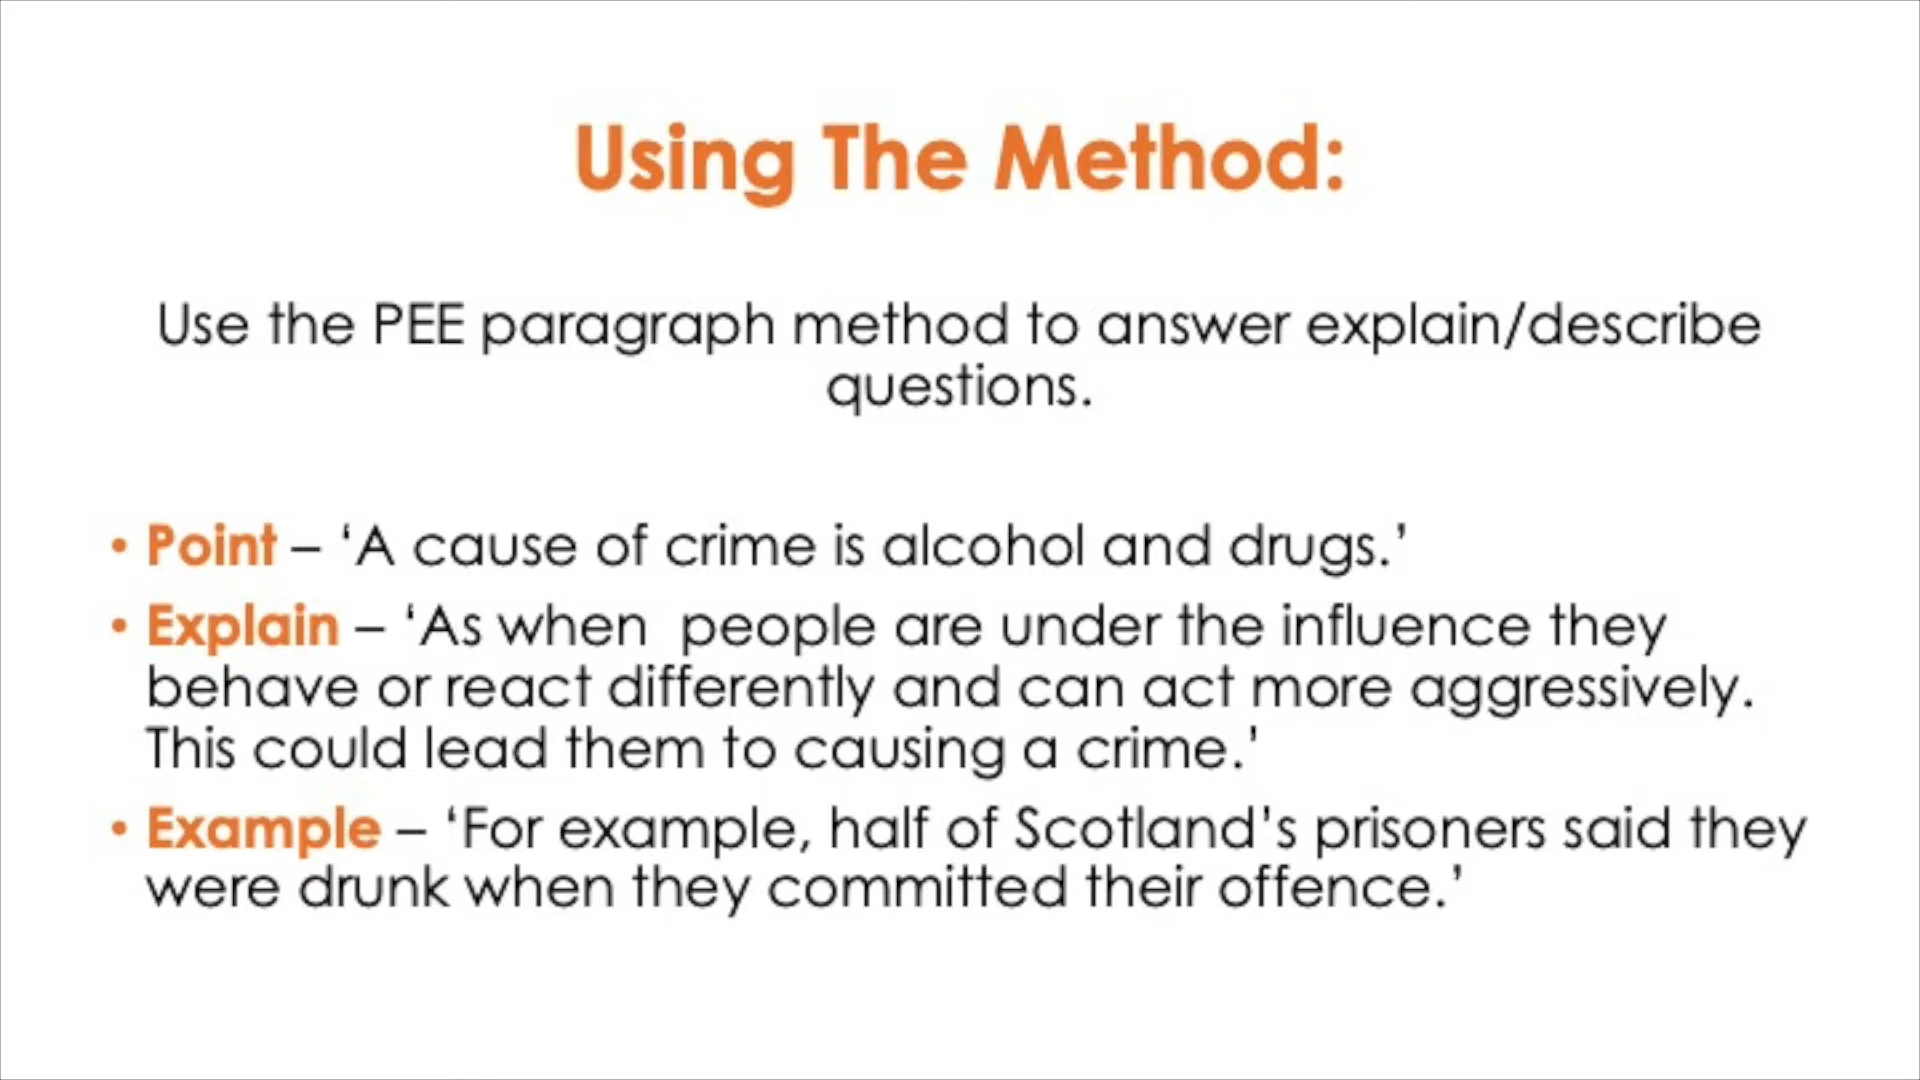 Using The Method:
Use the PEE paragraph method to answer explain/describe
questions.
• Point – ‘A cause of crime is alcohol and drugs.’
• Explain – ‘As when  people are under the influence they
behave or react differently and can act more aggressively.
This could lead them to causing a crime.’
• Example – ‘For example, half of Scotland’s prisoners said they
were drunk when they committed their offence.’